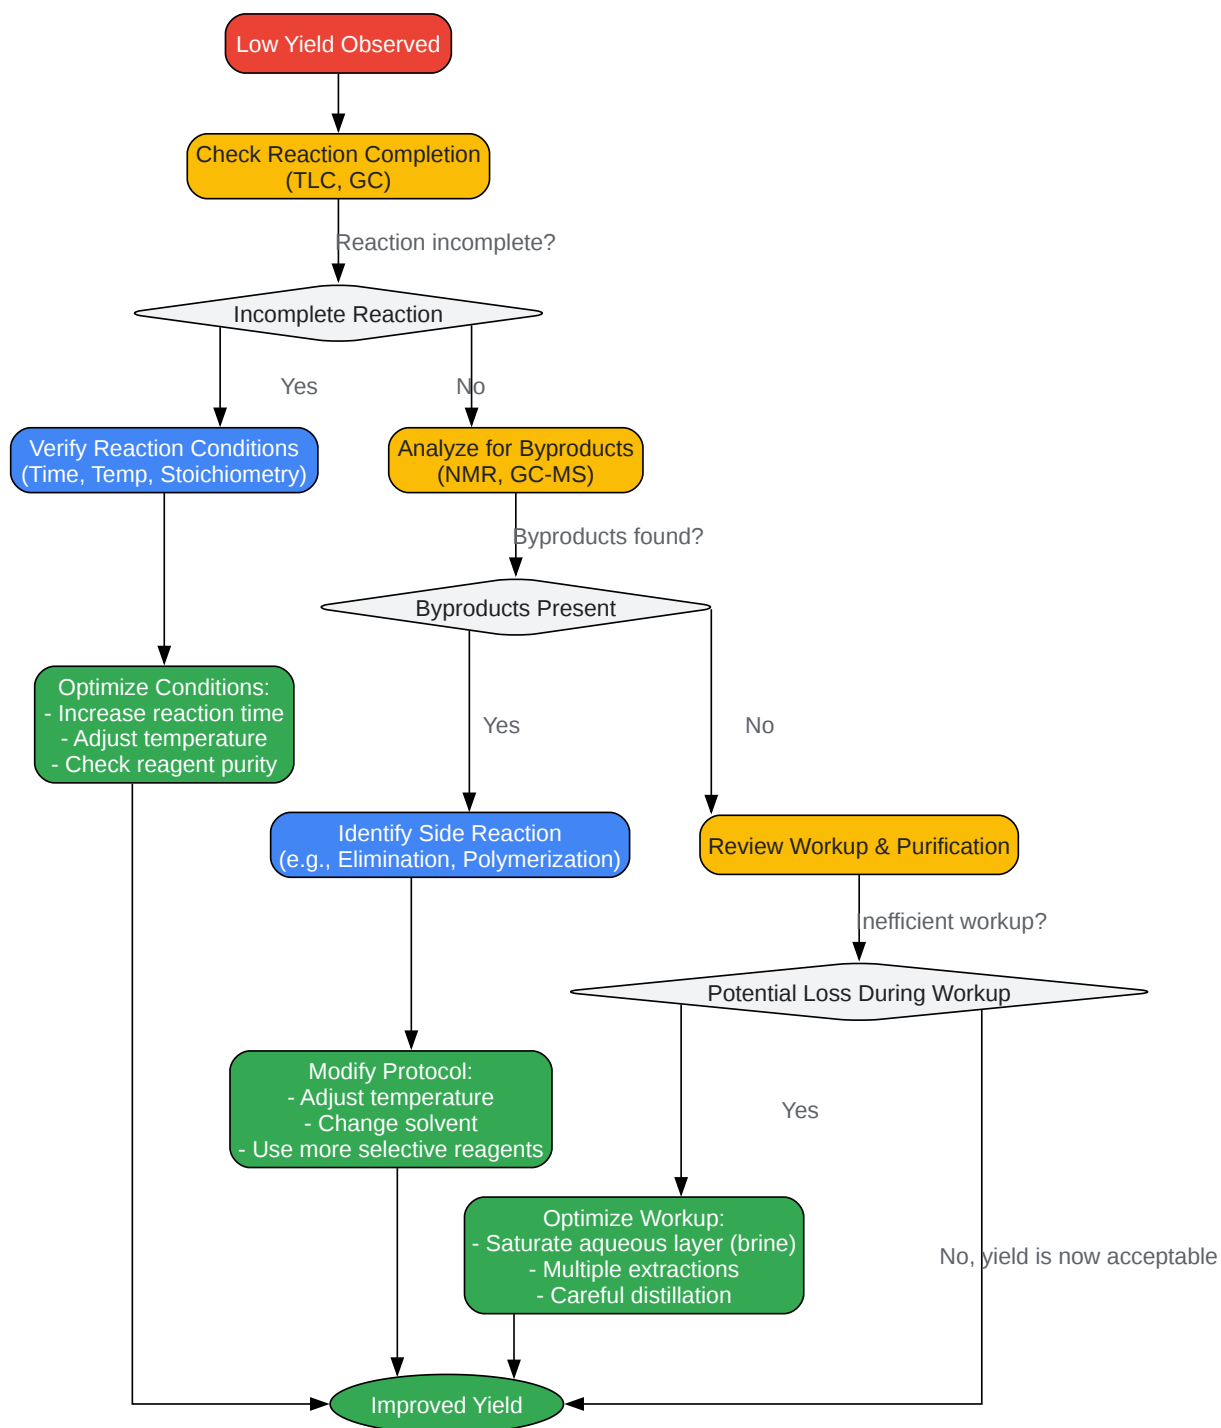 Low Yield Observed
Check Reaction Completion
(TLC, GC)
Reaction incomplete?
Incomplete Reaction
Yes
No
Verify Reaction Conditions
(Time, Temp, Stoichiometry)
Analyze for Byproducts
(NMR, GC-MS)
Byproducts found?
Byproducts Present
Optimize Conditions:
- Increase reaction time
- Adjust temperature
- Check reagent purity
Yes
No
Identify Side Reaction
(e.g., Elimination, Polymerization)
Review Workup & Purification
Inefficient workup?
Potential Loss During Workup
Modify Protocol:
- Adjust temperature
- Change solvent
- Use more selective reagents
Yes
Optimize Workup:
- Saturate aqueous layer (brine)
- Multiple extractions
- Careful distillation
No, yield is now acceptable
Improved Yield